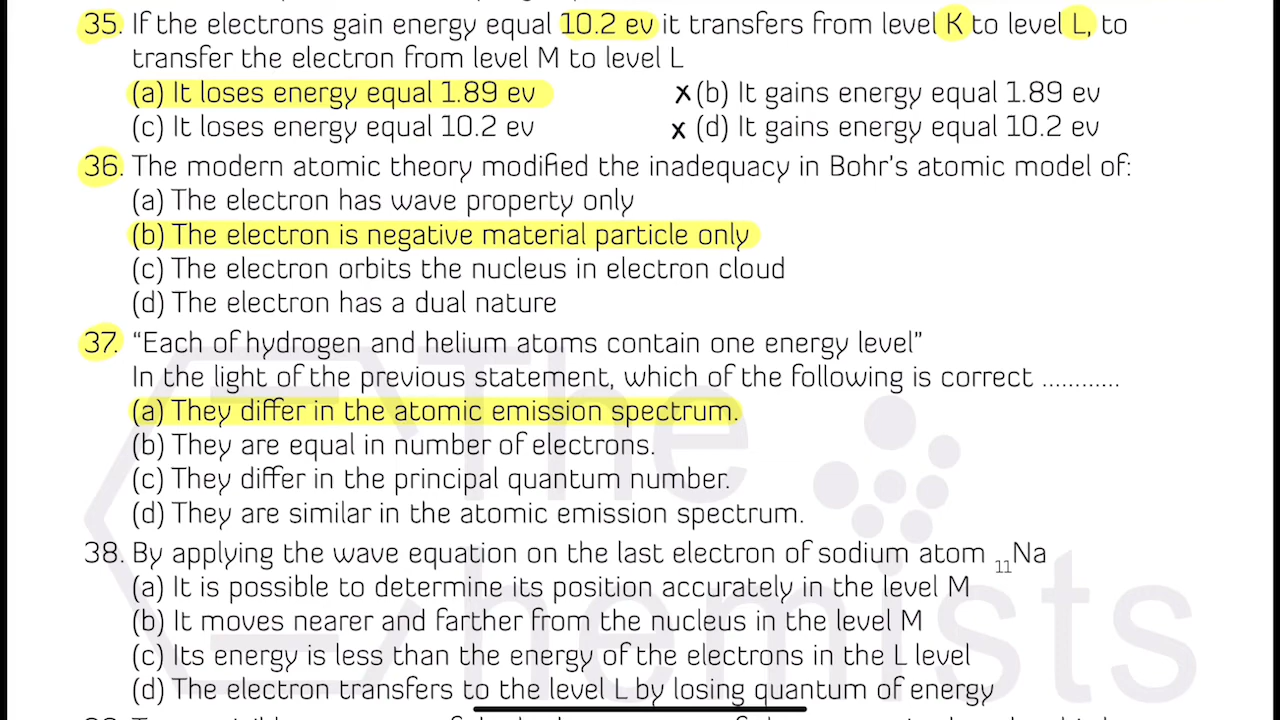 35. If the electrons gain energy equal 10.2 ev it transfers from level K to level L, to
transfer the electron from level M to level L
(a) It loses energy equal 1.89 ev x (b) It gains energy equal 1.89 ev
(c) It loses energy equal 10.2 ev x (d) It gains energy equal 10.2 ev
36. The modern atomic theory modified the inadequacy in Bohr's atomic model of:
(a) The electron has wave property only
(b) The electron is negative material particle only
(c) The electron orbits the nucleus in electron cloud
(d) The electron has a dual nature
37. “Each of hydrogen and helium atoms contain one energy level”
In the light of the previous statement, which of the following is correct ............
(a) They differ in the atomic emission spectrum.
(b) They are equal in number of electrons.
(c) They differ in the principal quantum number.
(d) They are similar in the atomic emission spectrum.
38. By applying the wave equation on the last electron of sodium atom ₁₁Na
(a) It is possible to determine its position accurately in the level M
(b) It moves nearer and farther from the nucleus in the level M
(c) Its energy is less than the energy of the electrons in the L level
(d) The electron transfers to the level L by losing quantum of energy
The
Chemists